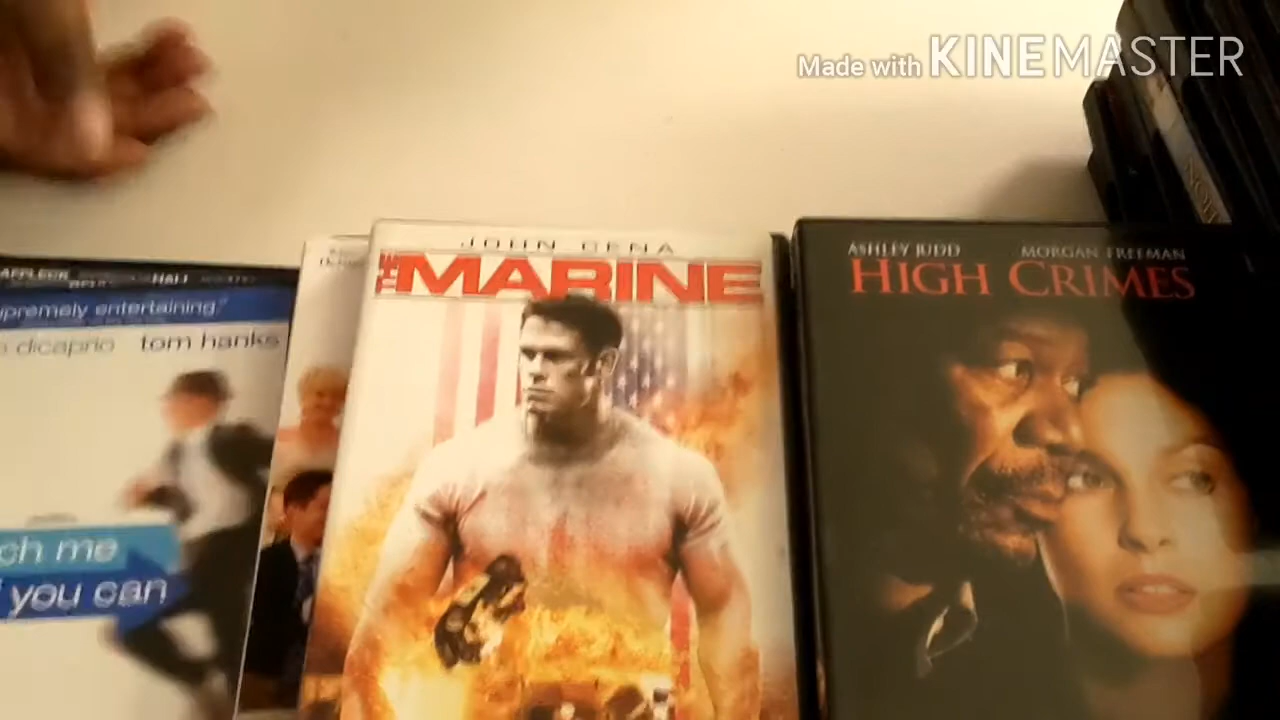 Made with KINEMASTER
premely entertaining."
dicaprio tom hanks
ch me
you can
JOHN CENA
THE MARINE
ASHLEY JUDD MORGAN FREEMAN
HIGH CRIMES